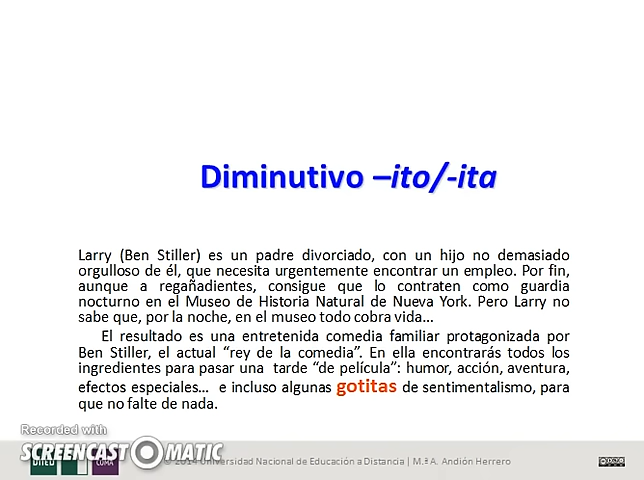 Diminutivo –ito/-ita
Larry (Ben Stiller) es un padre divorciado, con un hijo no demasiado
orgulloso de él, que necesita urgentemente encontrar un empleo. Por fin,
aunque a regañadientes, consigue que lo contraten como guardia
nocturno en el Museo de Historia Natural de Nueva York. Pero Larry no
sabe que, por la noche, en el museo todo cobra vida...
El resultado es una entretenida comedia familiar protagonizada por
Ben Stiller, el actual “rey de la comedia”. En ella encontrarás todos los
ingredientes para pasar una tarde “de película”: humor, acción, aventura,
efectos especiales... e incluso algunas gotitas de sentimentalismo, para
que no falte de nada.
Recorded with
SCREENCAST-O-MATIC
Universidad Nacional de Educación a Distancia | M.ª A. Andión Herrero